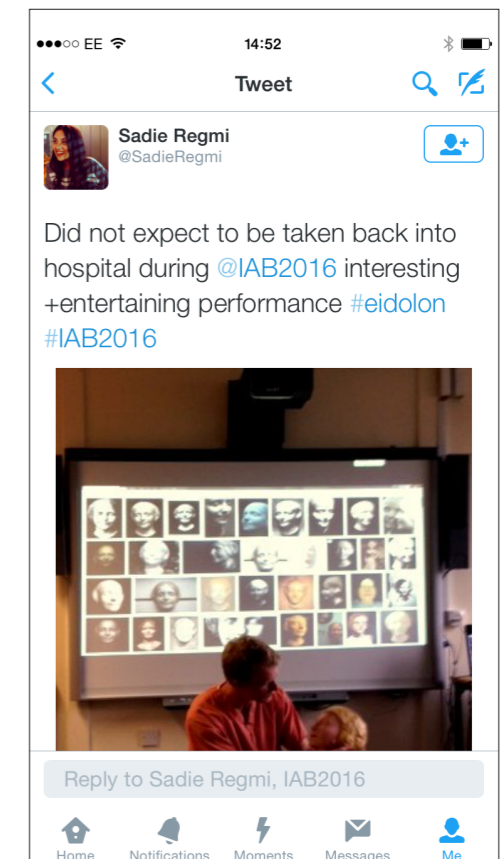 EE 14:52
Tweet
Sadie Regmi
@SadieRegmi
Did not expect to be taken back into
hospital during @IAB2016 interesting
+entertaining performance #eidolon
#IAB2016
Reply to Sadie Regmi, IAB2016
Home Notifications Moments Messages Me